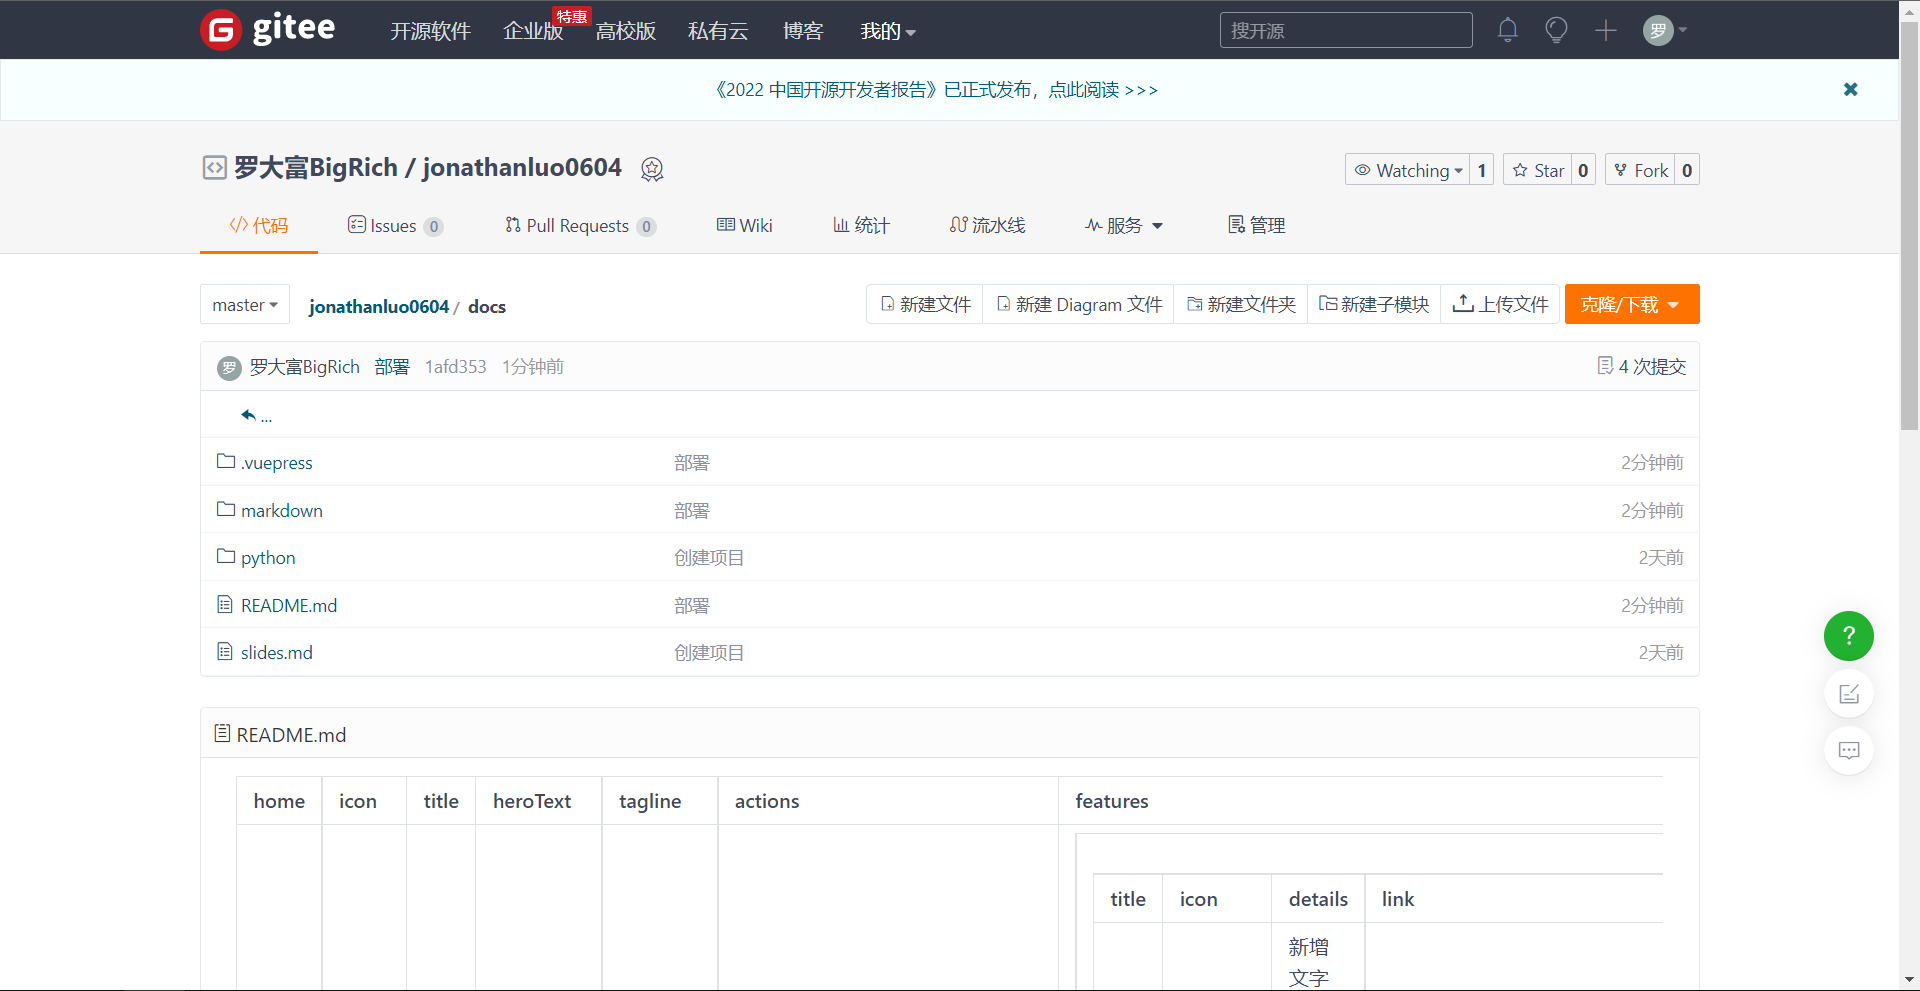 gitee 开源软件 企业版 特惠 高校版 私有云 博客 我的 搜开源 罗
《2022 中国开源开发者报告》已正式发布，点此阅读 >>>
罗大富BigRich / jonathanluo0604 Watching 1 Star 0 Fork 0
代码 Issues 0 Pull Requests 0 Wiki 统计 流水线 服务 管理
master jonathanluo0604 / docs 新建文件 新建 Diagram 文件 新建文件夹 新建子模块 上传文件 克隆/下载
罗 罗大富BigRich 部署 1afd353 1分钟前 4 次提交
...
.vuepress 部署 2分钟前
markdown 部署 2分钟前
python 创建项目 2天前
README.md 部署 2分钟前
slides.md 创建项目 2天前
?
README.md
home icon title heroText tagline actions features
title icon details link
新增
文字